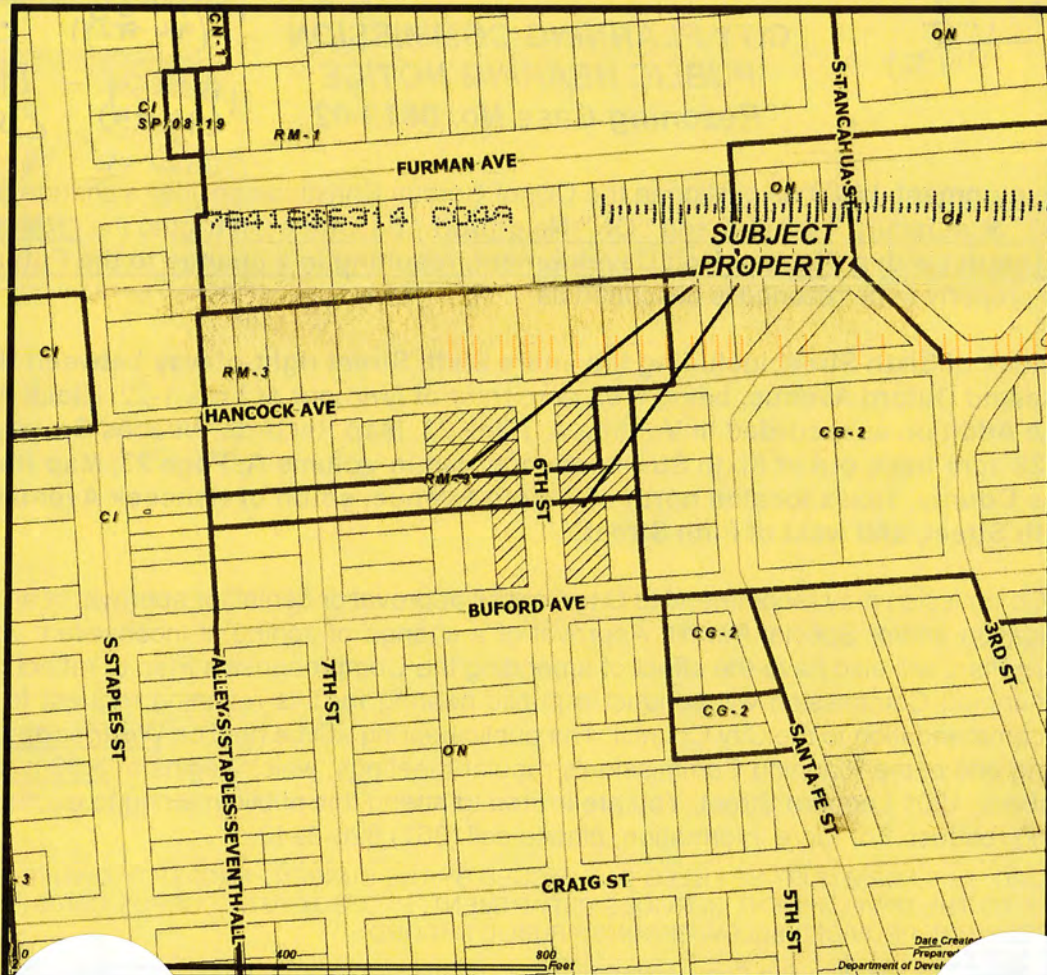 CN-1
ON
S TANCAHUA ST
CI
SP/08-19
RM-1
FURMAN AVE
ON
7841836314 CD49
CI
SUBJECT
PROPERTY
CI
RM-3
HANCOCK AVE
CG-2
RM-3
6TH ST
CI
BUFORD AVE
CG-2
3RD ST
S STAPLES ST
ALLEY S STAPLES SEVENTH ALL
7TH ST
CG-2
ON
SANTA FE ST
-3
CRAIG ST
5TH ST
0
400
800
Feet
Date Created
Prepared
Department of Devel